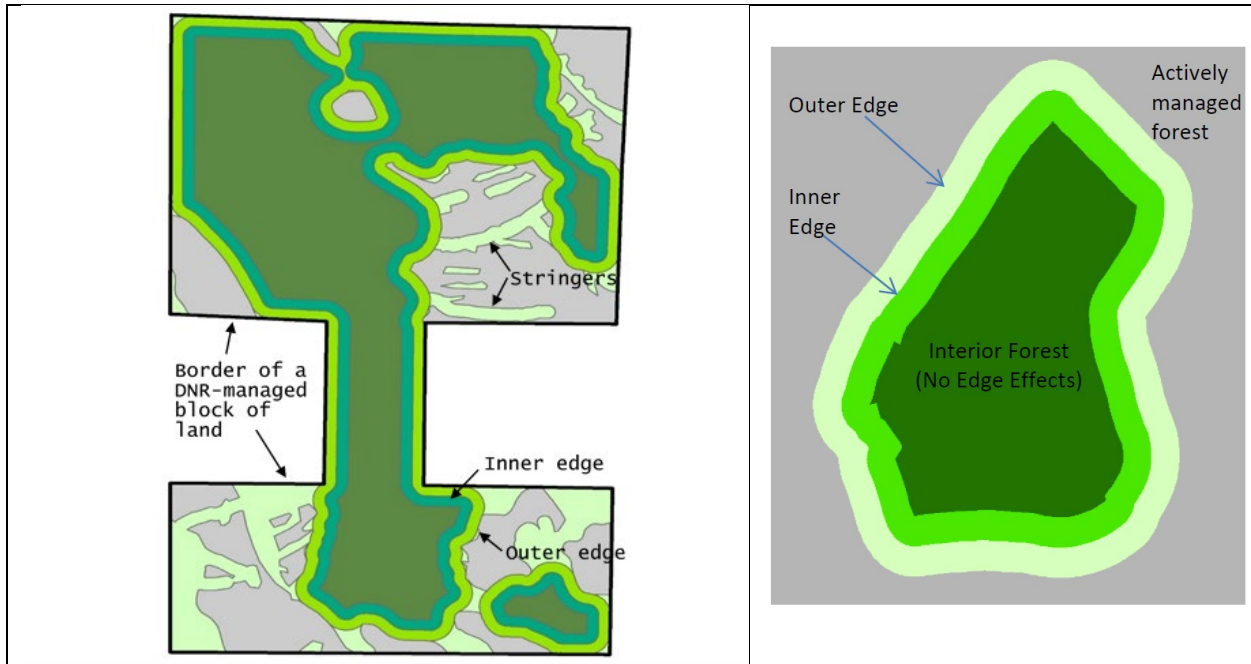 Stringers
Border of a
DNR-managed
block of
land
Inner edge
Outer edge
Outer Edge
Inner
Edge
Actively
managed
forest
Interior Forest
(No Edge Effects)